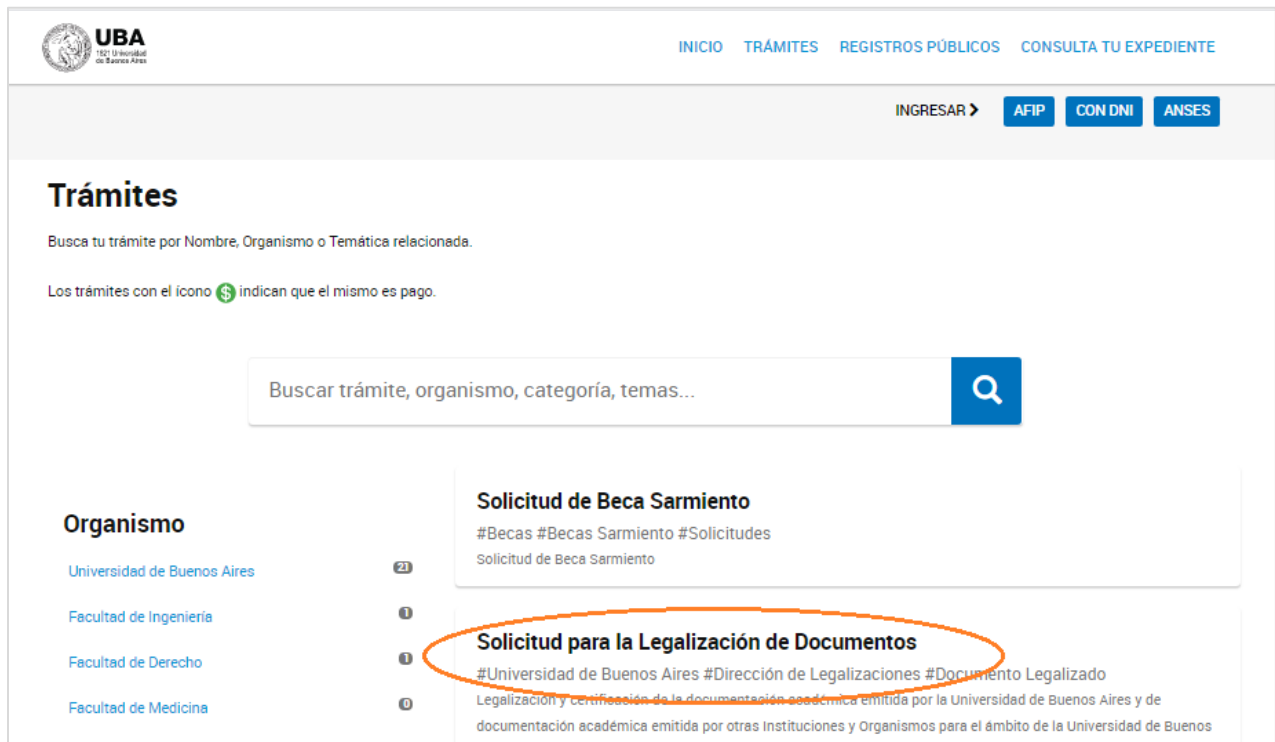 UBA
1821 Universidad
de Buenos Aires
INICIO TRÁMITES REGISTROS PÚBLICOS CONSULTA TU EXPEDIENTE
INGRESAR AFIP CON DNI ANSES
Trámites
Busca tu trámite por Nombre, Organismo o Temática relacionada.
Los trámites con el ícono $ indican que el mismo es pago.
Buscar trámite, organismo, categoría, temas...
Organismo
Universidad de Buenos Aires 21
Facultad de Ingeniería 1
Facultad de Derecho 1
Facultad de Medicina 0
Solicitud de Beca Sarmiento
#Becas #Becas Sarmiento #Solicitudes
Solicitud de Beca Sarmiento
Solicitud para la Legalización de Documentos
#Universidad de Buenos Aires #Dirección de Legalizaciones #Documento Legalizado
Legalización y certificación de la documentación académica emitida por la Universidad de Buenos Aires y de
documentación académica emitida por otras Instituciones y Organismos para el ámbito de la Universidad de Buenos